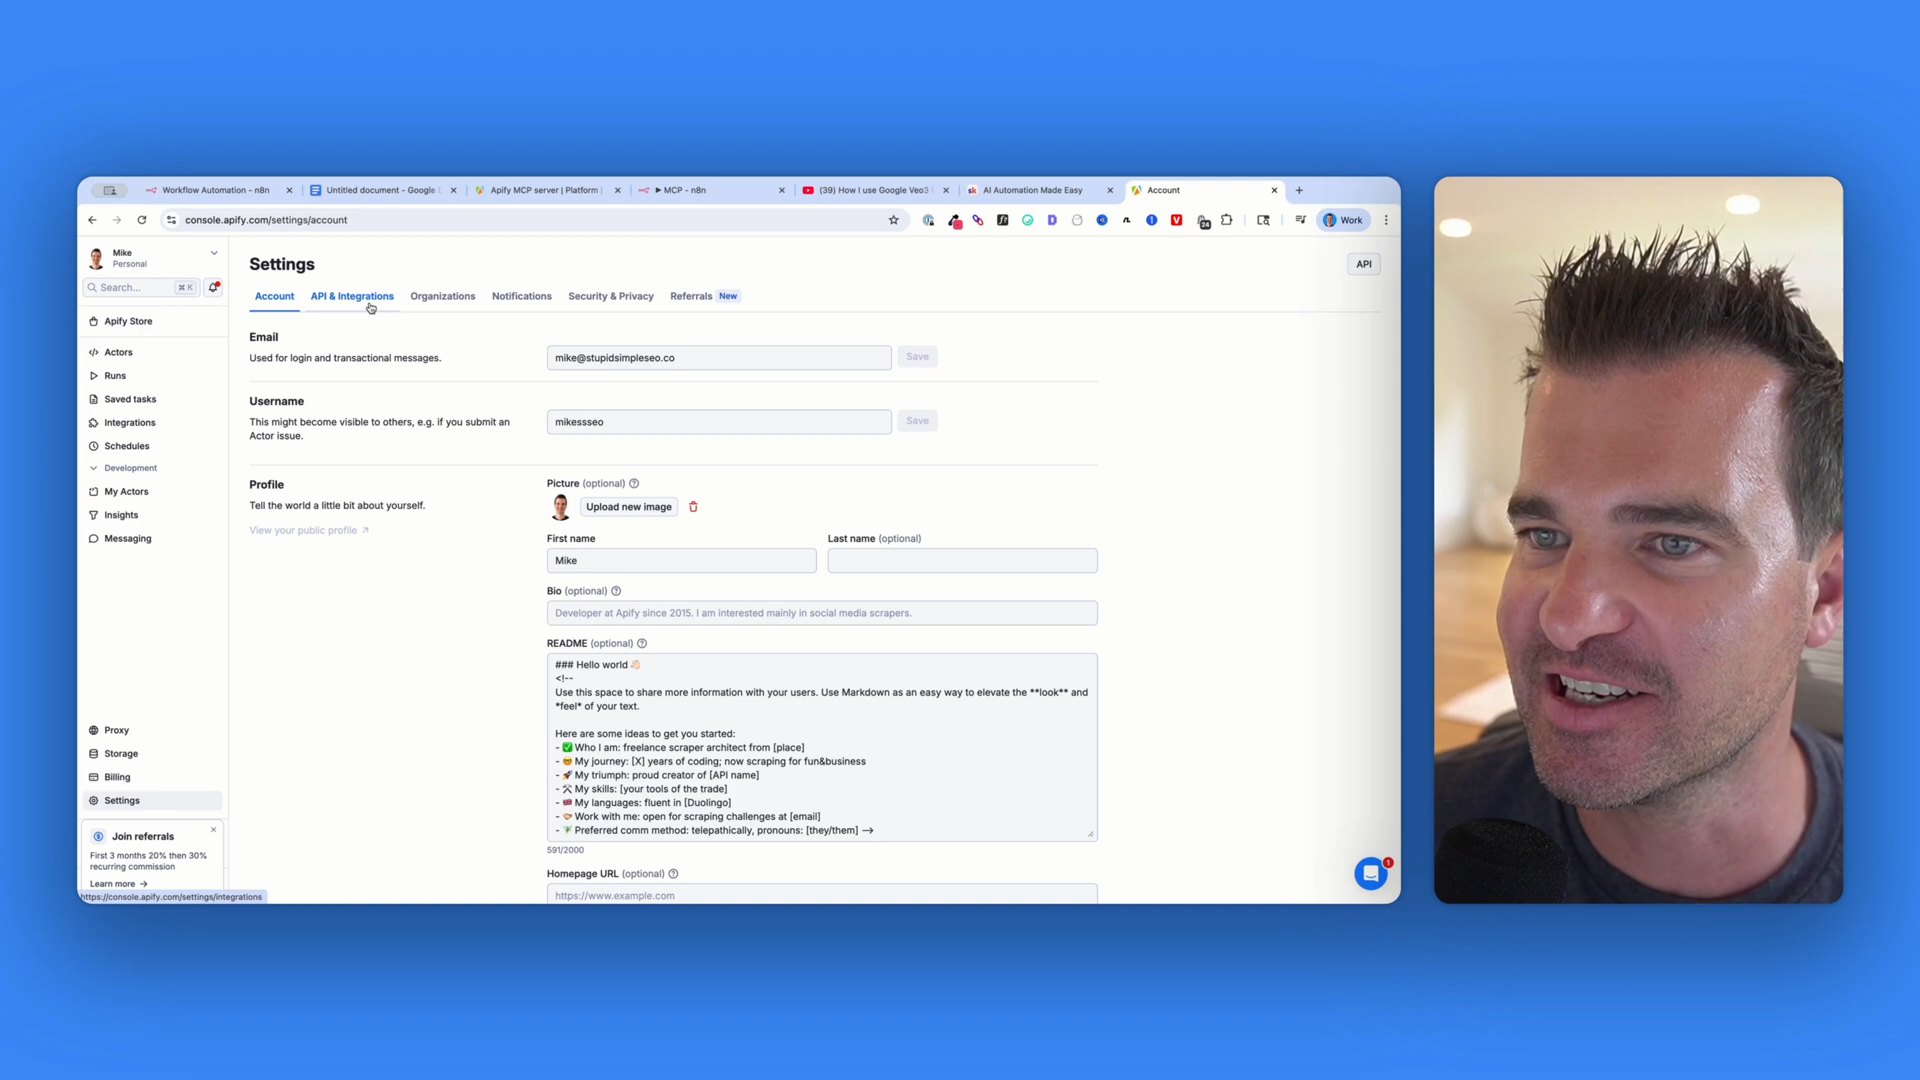 Workflow Automation - n8n
Untitled document - Google
Apify MCP server | Platform |
▶ MCP - n8n
(39) How I use Google Veo3
AI Automation Made Easy
Account
console.apify.com/settings/account
24
Work
Mike
Personal
Search...
⌘ K
Apify Store
Actors
Runs
Saved tasks
Integrations
Schedules
Development
My Actors
Insights
Messaging
Proxy
Storage
Billing
Settings
Join referrals
First 3 months 20% then 30%
recurring commission
Learn more →
https://console.apify.com/settings/integrations
Settings
API
Account
API & Integrations
Organizations
Notifications
Security & Privacy
Referrals New
Email
Used for login and transactional messages.
mike@stupidsimpleseo.co
Save
Username
This might become visible to others, e.g. if you submit an
Actor issue.
mikessseo
Save
Profile
Tell the world a little bit about yourself.
View your public profile ↗
Picture (optional)
Upload new image
First name
Last name (optional)
Mike
Bio (optional)
Developer at Apify since 2015. I am interested mainly in social media scrapers.
README (optional)
### Hello world 👋🏻
<!--
Use this space to share more information with your users. Use Markdown as an easy way to elevate the **look** and
*feel* of your text.
Here are some ideas to get you started:
- ✅ Who I am: freelance scraper architect from [place]
- 🤓 My journey: [X] years of coding; now scraping for fun&business
- 🚀 My triumph: proud creator of [API name]
- 🛠 My skills: [your tools of the trade]
- 🇬🇧 My languages: fluent in [Duolingo]
- 🤝 Work with me: open for scraping challenges at [email]
- Preferred comm method: telepathically, pronouns: [they/them] -->
591/2000
Homepage URL (optional)
https://www.example.com
1